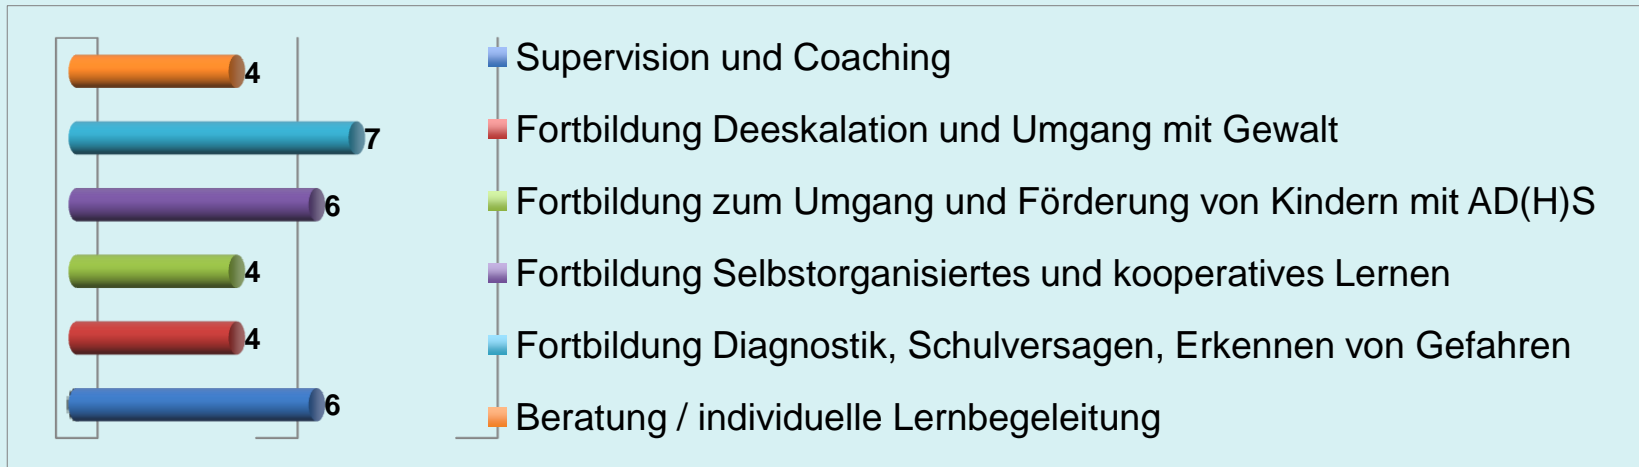 4
7
6
4
4
6
Supervision und Coaching
Fortbildung Deeskalation und Umgang mit Gewalt
Fortbildung zum Umgang und Förderung von Kindern mit AD(H)S
Fortbildung Selbstorganisiertes und kooperatives Lernen
Fortbildung Diagnostik, Schulversagen, Erkennen von Gefahren
Beratung / individuelle Lernbegeleitung